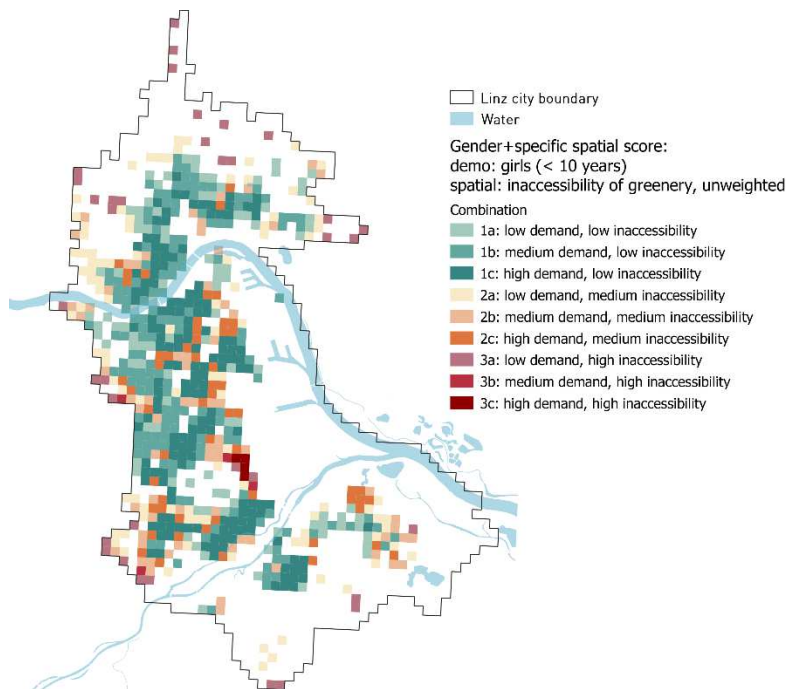 Linz city boundary
Water
Gender+specific spatial score:
demo: girls (< 10 years)
spatial: inaccessibility of greenery, unweighted
Combination
1a: low demand, low inaccessibility
1b: medium demand, low inaccessibility
1c: high demand, low inaccessibility
2a: low demand, medium inaccessibility
2b: medium demand, medium inaccessibility
2c: high demand, medium inaccessibility
3a: low demand, high inaccessibility
3b: medium demand, high inaccessibility
3c: high demand, high inaccessibility